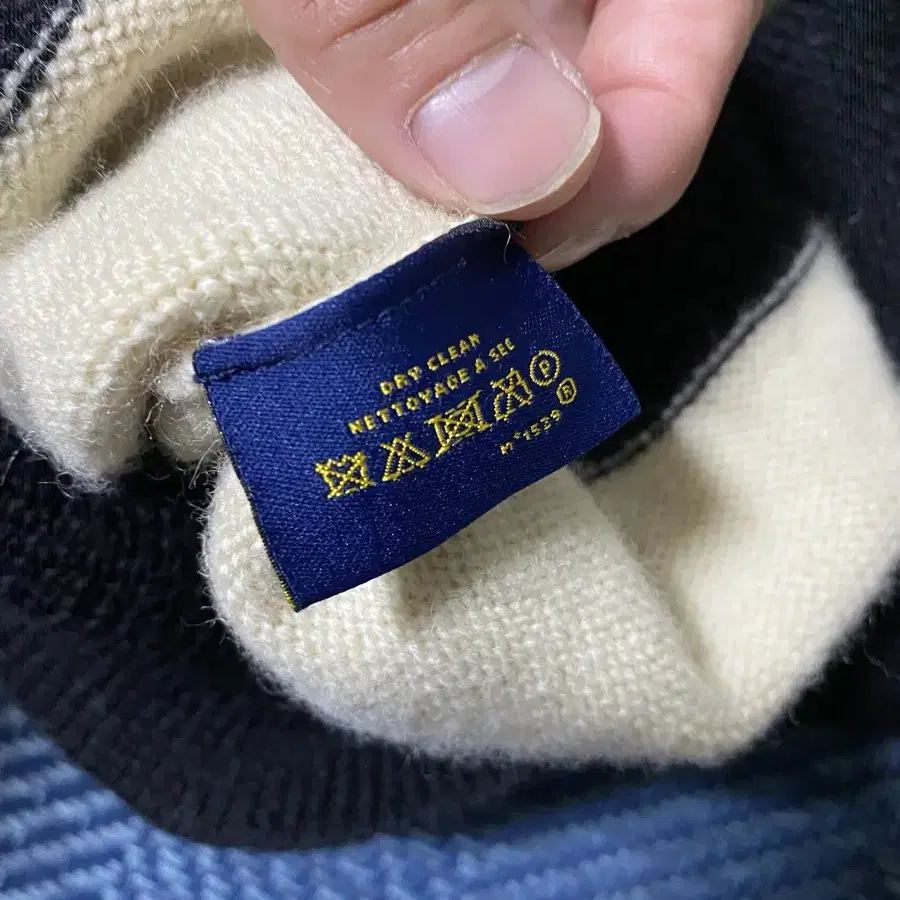 DRY CLEAN
NETTOYAGE A SEC
P
M°1539 ®